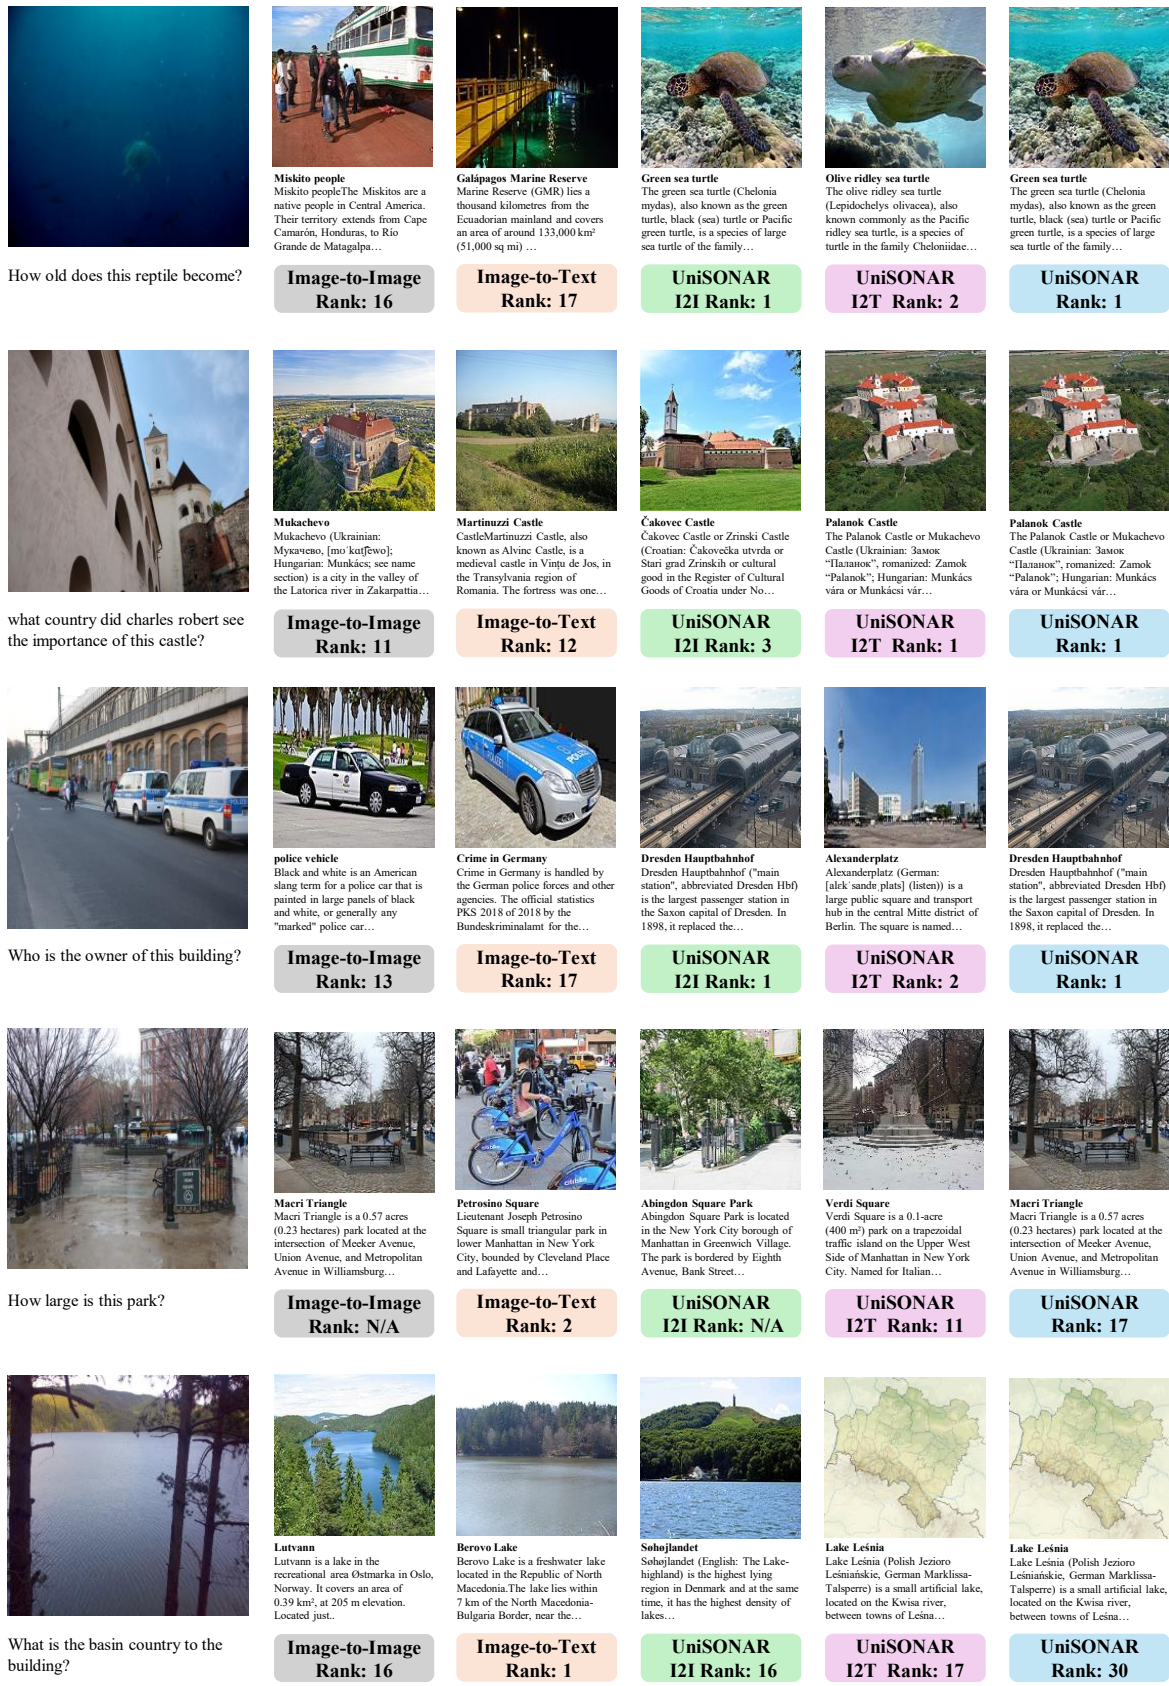 How old does this reptile become?
Miskito people
Miskito peopleThe Miskitos are a
native people in Central America.
Their territory extends from Cape
Camarón, Honduras, to Río
Grande de Matagalpa…
Image-to-Image
Rank: 16
Galápagos Marine Reserve
Marine Reserve (GMR) lies a
thousand kilometres from the
Ecuadorian mainland and covers
an area of around 133,000 km²
(51,000 sq mi) …
Image-to-Text
Rank: 17
Green sea turtle
The green sea turtle (Chelonia
mydas), also known as the green
turtle, black (sea) turtle or Pacific
green turtle, is a species of large
sea turtle of the family…
UniSONAR
I2I Rank: 1
Olive ridley sea turtle
The olive ridley sea turtle
(Lepidochelys olivacea), also
known commonly as the Pacific
ridley sea turtle, is a species of
turtle in the family Cheloniidae…
UniSONAR
I2T Rank: 2
Green sea turtle
The green sea turtle (Chelonia
mydas), also known as the green
turtle, black (sea) turtle or Pacific
green turtle, is a species of large
sea turtle of the family…
UniSONAR
Rank: 1
what country did charles robert see
the importance of this castle?
Mukachevo
Mukachevo (Ukrainian:
Мукачево, [mʊˈkɑtʃewo];
Hungarian: Munkács; see name
section) is a city in the valley of
the Latorica river in Zakarpattia…
Image-to-Image
Rank: 11
Martinuzzi Castle
CastleMartinuzzi Castle, also
known as Alvinc Castle, is a
medieval castle in Vințu de Jos, in
the Transylvania region of
Romania. The fortress was one…
Image-to-Text
Rank: 12
Čakovec Castle
Čakovec Castle or Zrinski Castle
(Croatian: Čakovečka utvrda or
Stari grad Zrinskih or cultural
good in the Register of Cultural
Goods of Croatia under No…
UniSONAR
I2I Rank: 3
Palanok Castle
The Palanok Castle or Mukachevo
Castle (Ukrainian: Замок
“Паланок”, romanized: Zamok
“Palanok”; Hungarian: Munkács
vára or Munkácsi vár…
UniSONAR
I2T Rank: 1
Palanok Castle
The Palanok Castle or Mukachevo
Castle (Ukrainian: Замок
“Паланок”, romanized: Zamok
“Palanok”; Hungarian: Munkács
vára or Munkácsi vár…
UniSONAR
Rank: 1
Who is the owner of this building?
police vehicle
Black and white is an American
slang term for a police car that is
painted in large panels of black
and white, or generally any
"marked" police car…
Image-to-Image
Rank: 13
POLIZEI
Crime in Germany
Crime in Germany is handled by
the German police forces and other
agencies. The official statistics
PKS 2018 of 2018 by the
Bundeskriminalamt for the…
Image-to-Text
Rank: 17
Dresden Hauptbahnhof
Dresden Hauptbahnhof ("main
station", abbreviated Dresden Hbf)
is the largest passenger station in
the Saxon capital of Dresden. In
1898, it replaced the…
UniSONAR
I2I Rank: 1
Alexanderplatz
Alexanderplatz (German:
(listen)) is a
large public square and transport
hub in the central Mitte district of
Berlin. The square is named…
UniSONAR
I2T Rank: 2
Dresden Hauptbahnhof
Dresden Hauptbahnhof ("main
station", abbreviated Dresden Hbf)
is the largest passenger station in
the Saxon capital of Dresden. In
1898, it replaced the…
UniSONAR
Rank: 1
How large is this park?
Macri Triangle
Macri Triangle is a 0.57 acres
(0.23 hectares) park located at the
intersection of Meeker Avenue,
Union Avenue, and Metropolitan
Avenue in Williamsburg…
Image-to-Image
Rank: N/A
citibike
Petrosino Square
Lieutenant Joseph Petrosino
Square is small triangular park in
lower Manhattan in New York
City, bounded by Cleveland Place
and Lafayette and…
Image-to-Text
Rank: 2
Abingdon Square Park
Abingdon Square Park is located
in the New York City borough of
Manhattan in Greenwich Village.
The park is bordered by Eighth
Avenue, Bank Street…
UniSONAR
I2I Rank: N/A
Verdi Square
Verdi Square is a 0.1-acre
(400 m²) park on a trapezoidal
traffic island on the Upper West
Side of Manhattan in New York
City. Named for Italian…
UniSONAR
I2T Rank: 11
Macri Triangle
Macri Triangle is a 0.57 acres
(0.23 hectares) park located at the
intersection of Meeker Avenue,
Union Avenue, and Metropolitan
Avenue in Williamsburg…
UniSONAR
Rank: 17
What is the basin country to the
building?
Lutvann
Lutvann is a lake in the
recreational area Østmarka in Oslo,
Norway. It covers an area of
0.39 km², at 205 m elevation.
Located just..
Image-to-Image
Rank: 16
Berovo Lake
Berovo Lake is a freshwater lake
located in the Republic of North
Macedonia.The lake lies within
7 km of the North Macedonia-
Bulgaria Border, near the…
Image-to-Text
Rank: 1
Søhøjlandet
Søhøjlandet (English: The Lake-
highland) is the highest lying
region in Denmark and at the same
time, it has the highest density of
lakes…
UniSONAR
I2I Rank: 16
Lake Leśnia
Lake Leśnia (Polish Jezioro
Leśniańskie, German Marklissa-
Talsperre) is a small artificial lake,
located on the Kwisa river,
between towns of Leśna…
UniSONAR
I2T Rank: 17
Lake Leśnia
Lake Leśnia (Polish Jezioro
Leśniańskie, German Marklissa-
Talsperre) is a small artificial lake,
located on the Kwisa river,
between towns of Leśna…
UniSONAR
Rank: 30